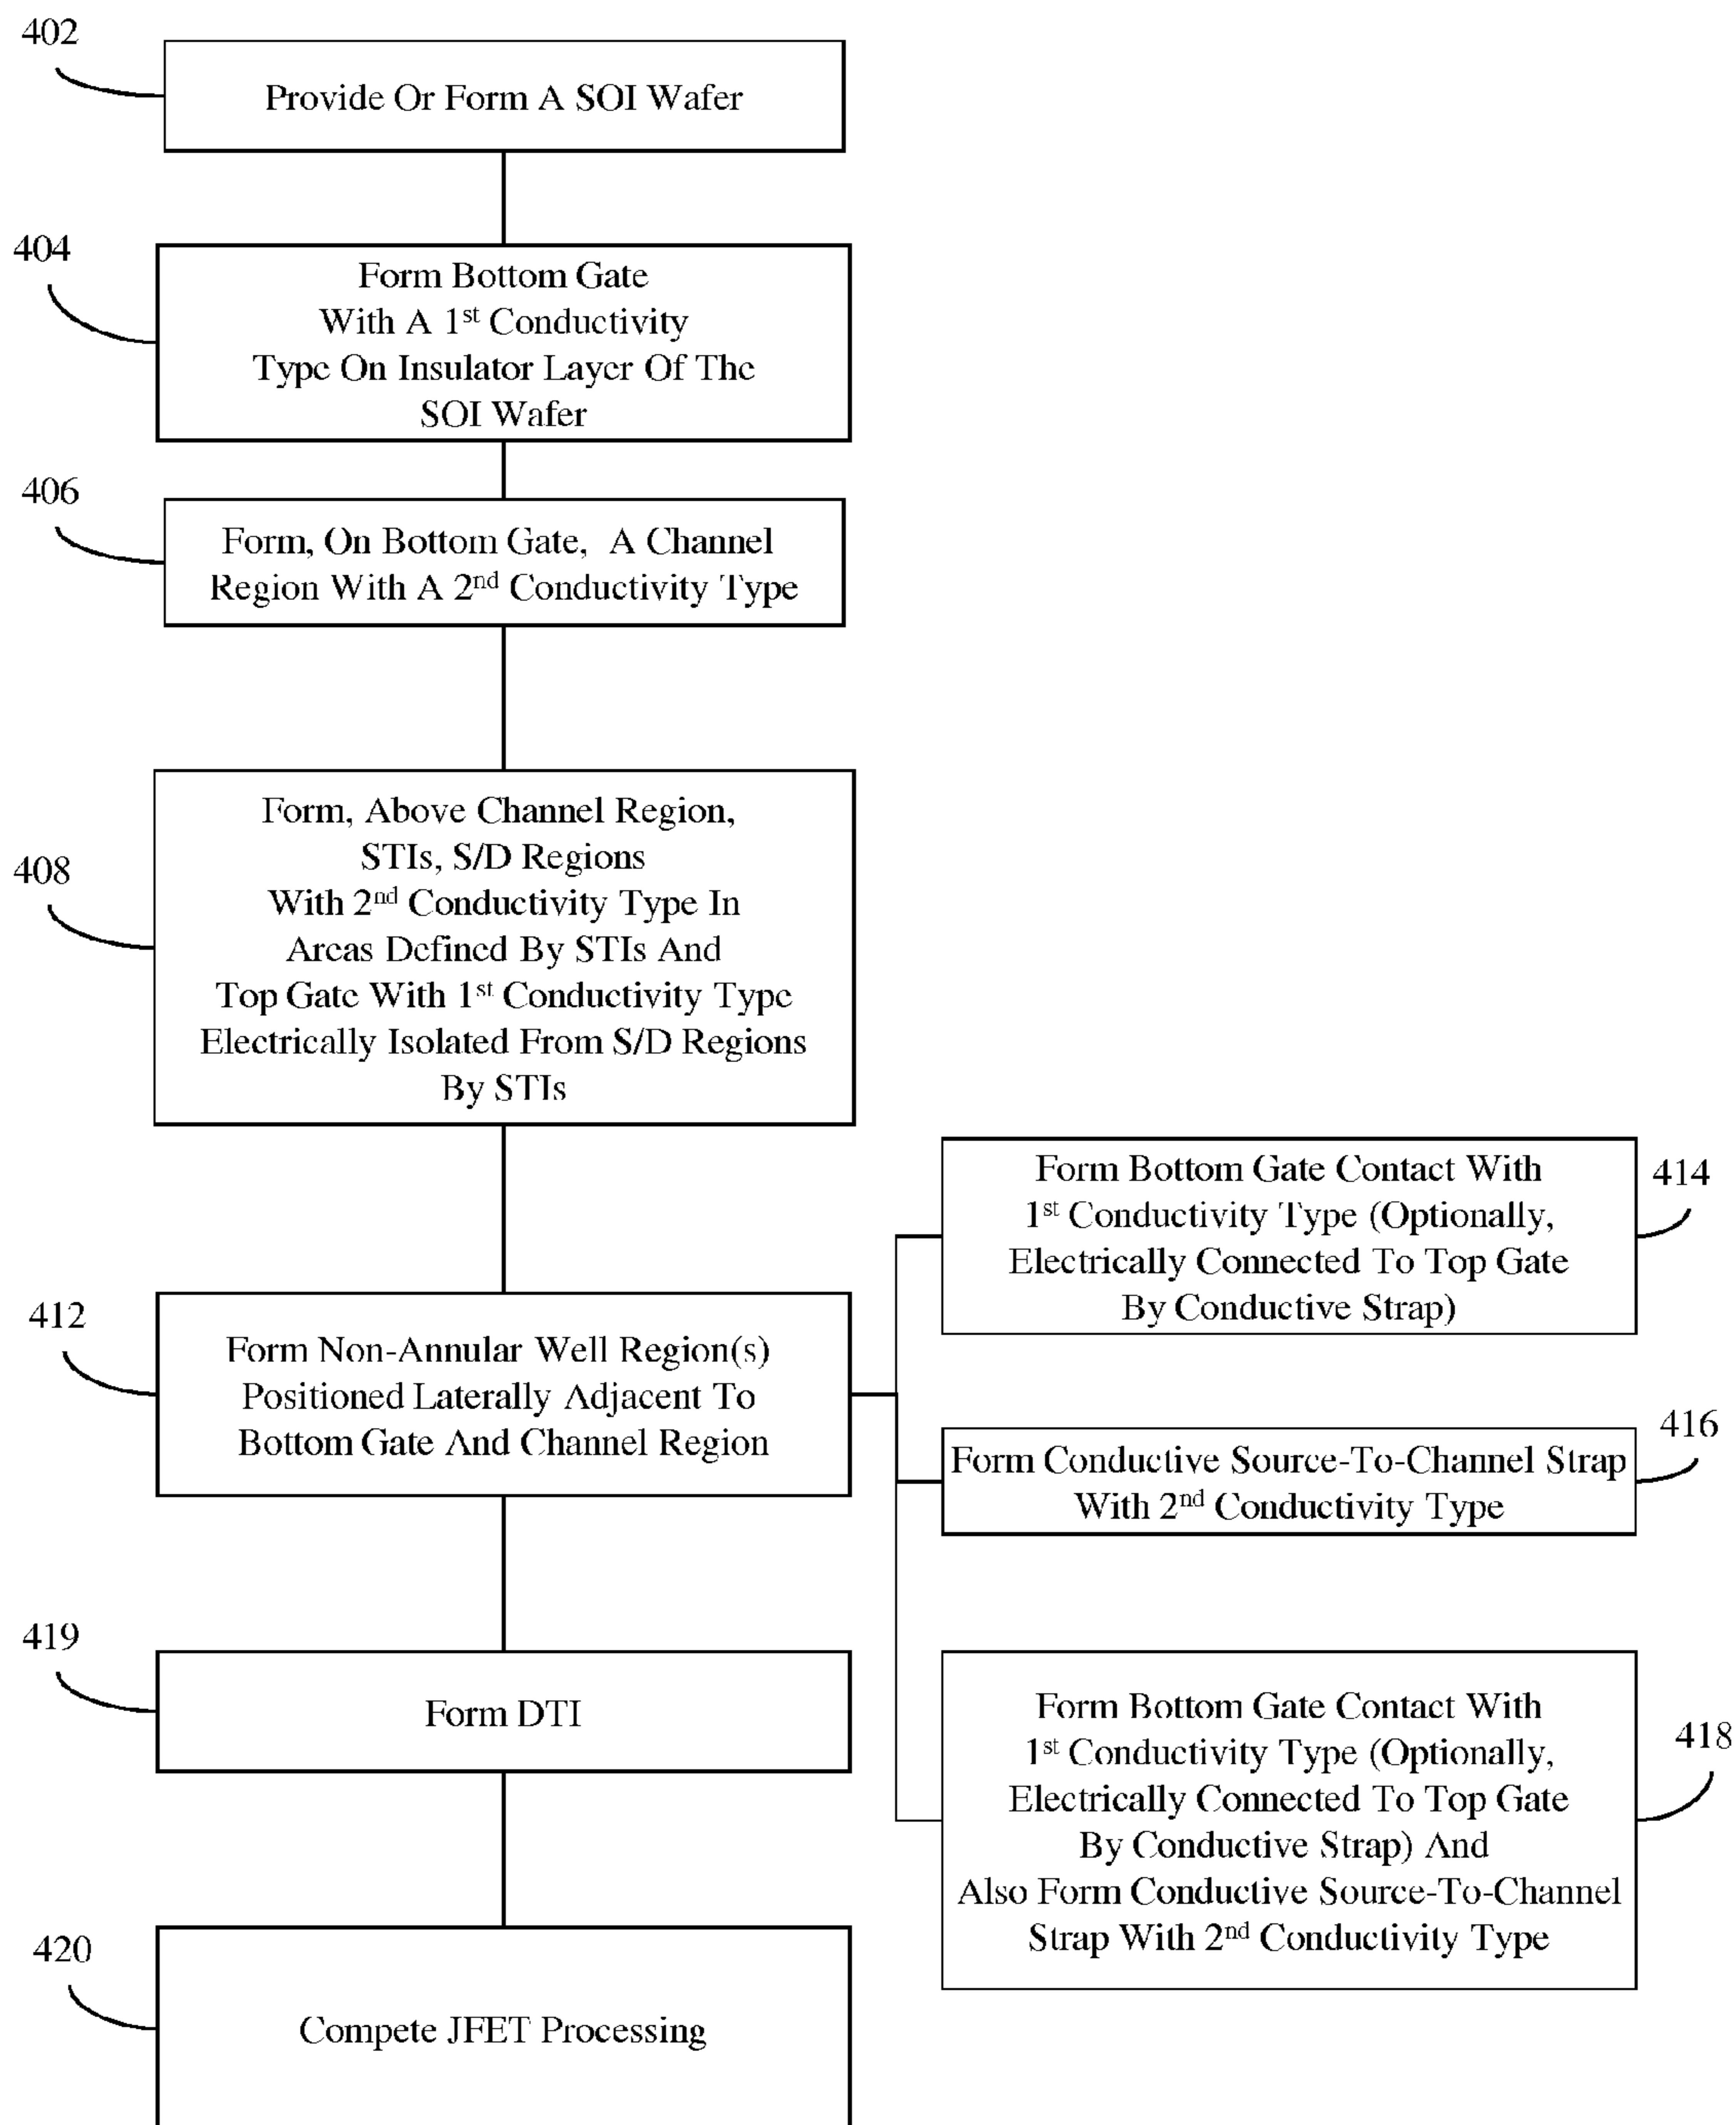 402
Provide Or Form A SOI Wafer
404
Form Bottom Gate
With A 1st Conductivity
Type On Insulator Layer Of The
SOI Wafer
406
Form, On Bottom Gate, A Channel
Region With A 2nd Conductivity Type
408
Form, Above Channel Region,
STIs, S/D Regions
With 2nd Conductivity Type In
Areas Defined By STIs And
Top Gate With 1st Conductivity Type
Electrically Isolated From S/D Regions
By STIs
412
Form Non-Annular Well Region(s)
Positioned Laterally Adjacent To
Bottom Gate And Channel Region
414
Form Bottom Gate Contact With
1st Conductivity Type (Optionally,
Electrically Connected To Top Gate
By Conductive Strap)
416
Form Conductive Source-To-Channel Strap
With 2nd Conductivity Type
418
Form Bottom Gate Contact With
1st Conductivity Type (Optionally,
Electrically Connected To Top Gate
By Conductive Strap) And
Also Form Conductive Source-To-Channel
Strap With 2nd Conductivity Type
419
Form DTI
420
Compete JFET Processing